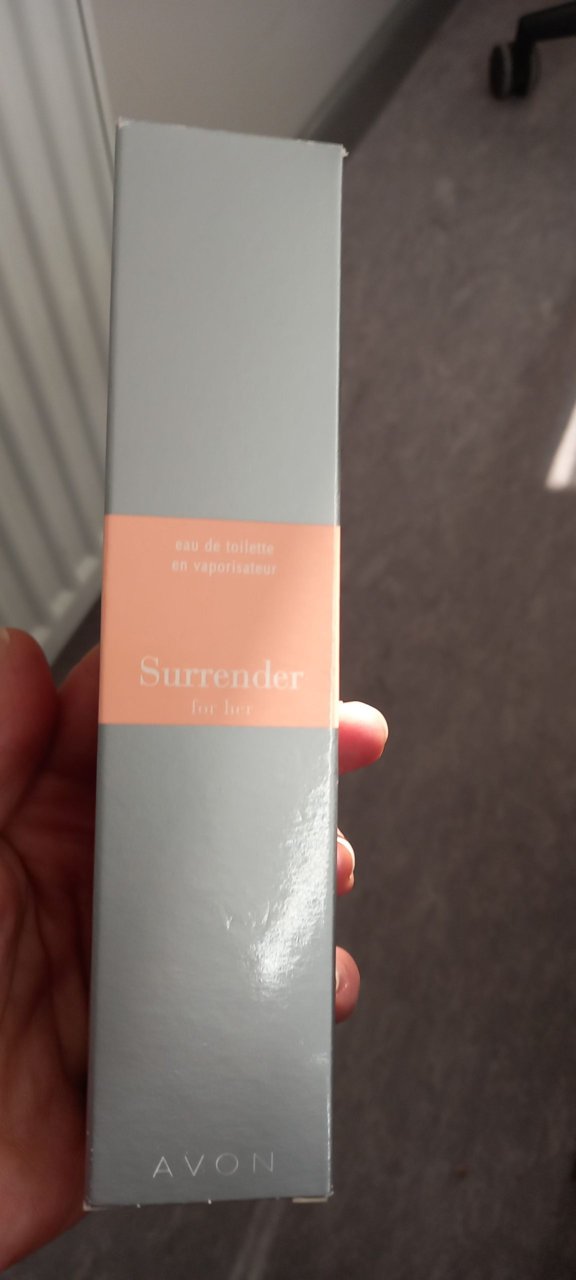 eau de toilette
en vaporisateur
Surrender
for her
AVON